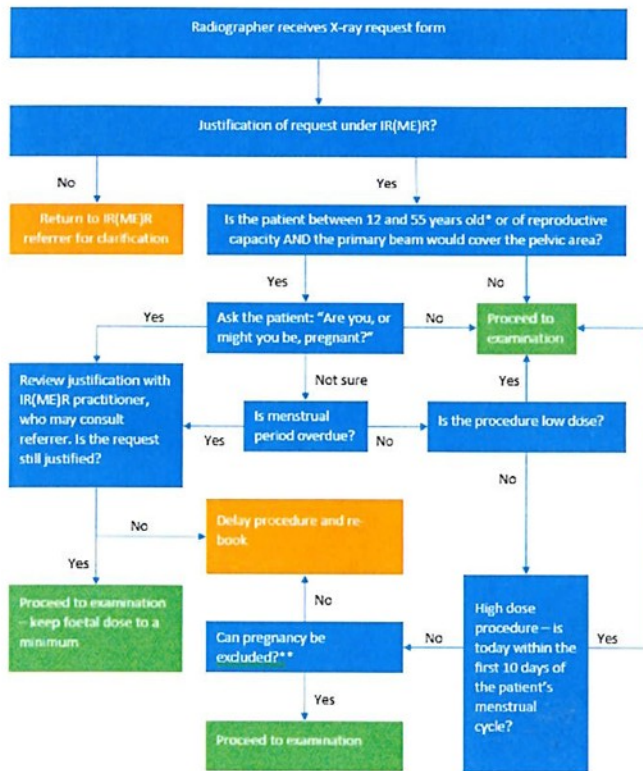 Radiographer receives X-ray request form
Justification of request under IR(ME)R?
No
Yes
Return to IR(ME)R
referrer for clarification
Is the patient between 12 and 55 years old* or of reproductive
capacity AND the primary beam would cover the pelvic area?
Yes
No
Yes
Ask the patient: “Are you, or
might you be, pregnant?”
No
Proceed to
examination
Review justification with
IR(ME)R practitioner,
who may consult
referrer. Is the request
still justified?
Not sure
Yes
Yes
Is menstrual
period overdue?
No
Is the procedure low dose?
No
No
Delay procedure and re-
book
Yes
Proceed to examination
– keep foetal dose to a
minimum
No
Can pregnancy be
excluded?**
No
High dose
procedure – is
today within the
first 10 days of
the patient’s
menstrual
cycle?
Yes
Yes
Proceed to examination